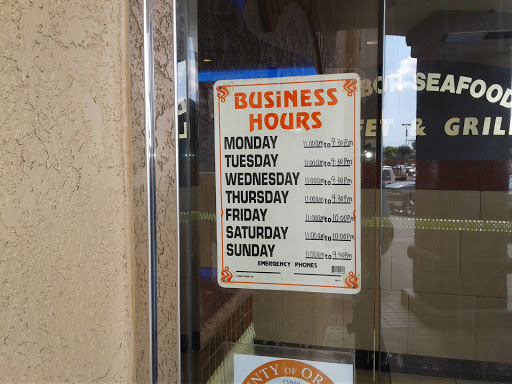 BUSINESS
HOURS
MONDAY 11:00am to 9:30pm
TUESDAY 11:00am to 9:30pm
WEDNESDAY 11:00am to 9:30pm
THURSDAY 11:00am to 9:30pm
FRIDAY 11:00am to 10:00pm
SATURDAY 11:00am to 10:00pm
SUNDAY 11:00am to 9:30pm
EMERGENCY PHONES
SEAFOOD
& GRILL
OF